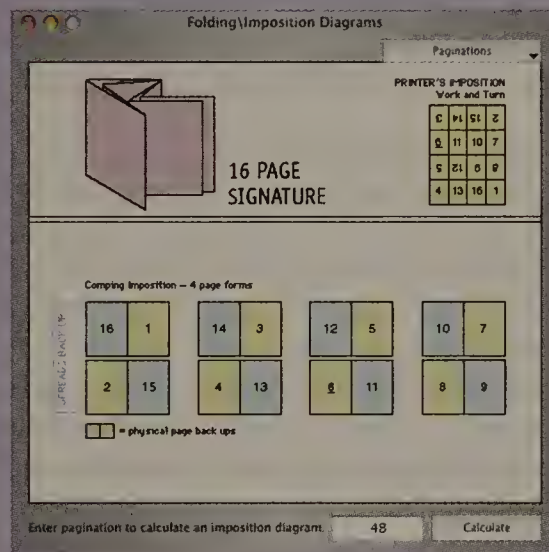 Folding\Imposition Diagrams
Paginations
PRINTER'S IMPOSITION
Work and Turn
3 14 15 2
6 11 10 7
5 12 9 8
4 13 16 1
16 PAGE
SIGNATURE
Comping Imposition – 4 page forms
SPREAD BACK UP
16 1 14 3 12 5 10 7
2 15 4 13 6 11 8 9
= physical page back ups
Enter pagination to calculate an imposition diagram.
48
Calculate